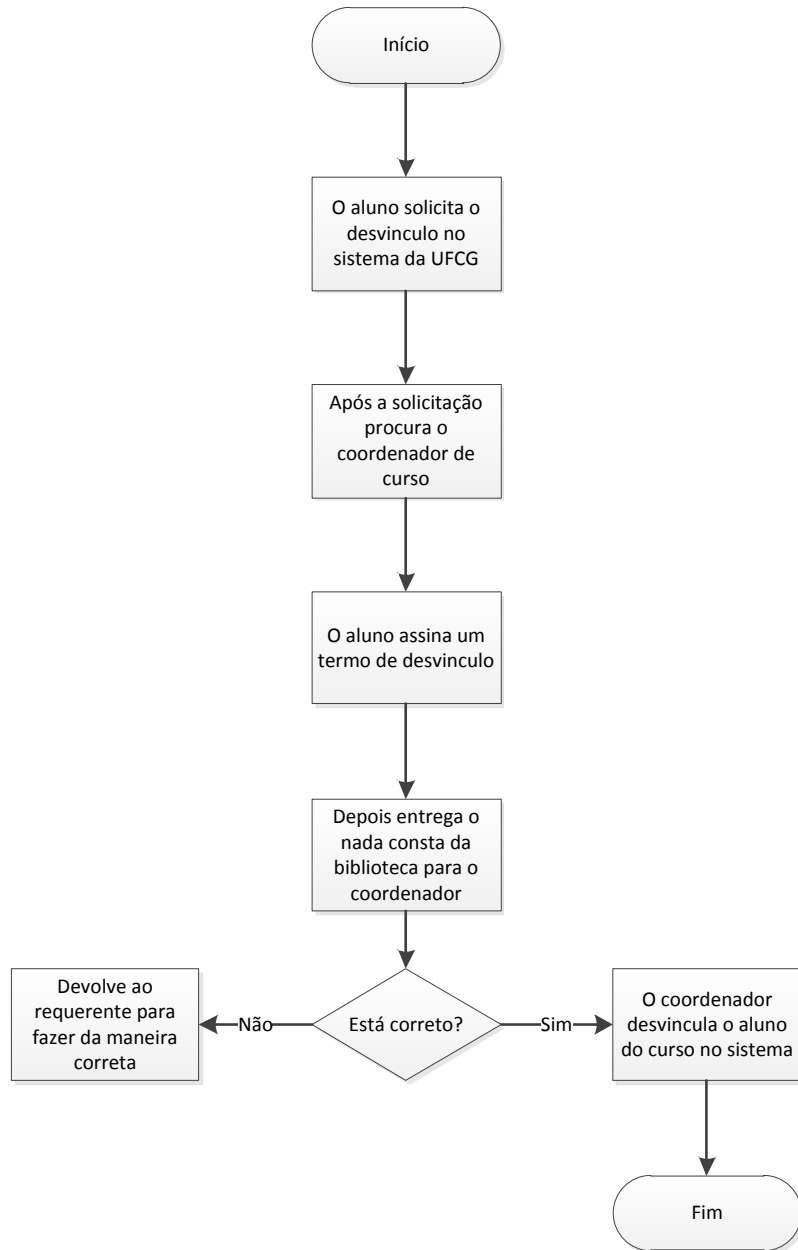 Início
O aluno solicita o
desvinculo no
sistema da UFCG
Após a solicitação
procura o
coordenador de
curso
O aluno assina um
termo de desvinculo
Depois entrega o
nada consta da
biblioteca para o
coordenador
Devolve ao
requerente para
fazer da maneira
correta
Não
Está correto?
Sim
O coordenador
desvincula o aluno
do curso no sistema
Fim